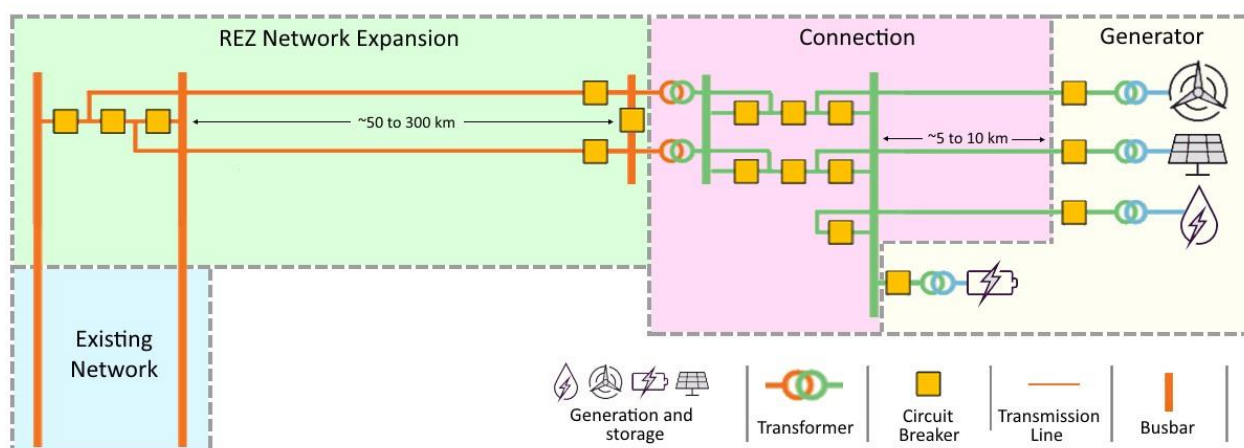 REZ Network Expansion
Connection
Generator
~50 to 300 km
~5 to 10 km
Existing
Network
Generation and
storage
Transformer
Circuit
Breaker
Transmission
Line
Busbar